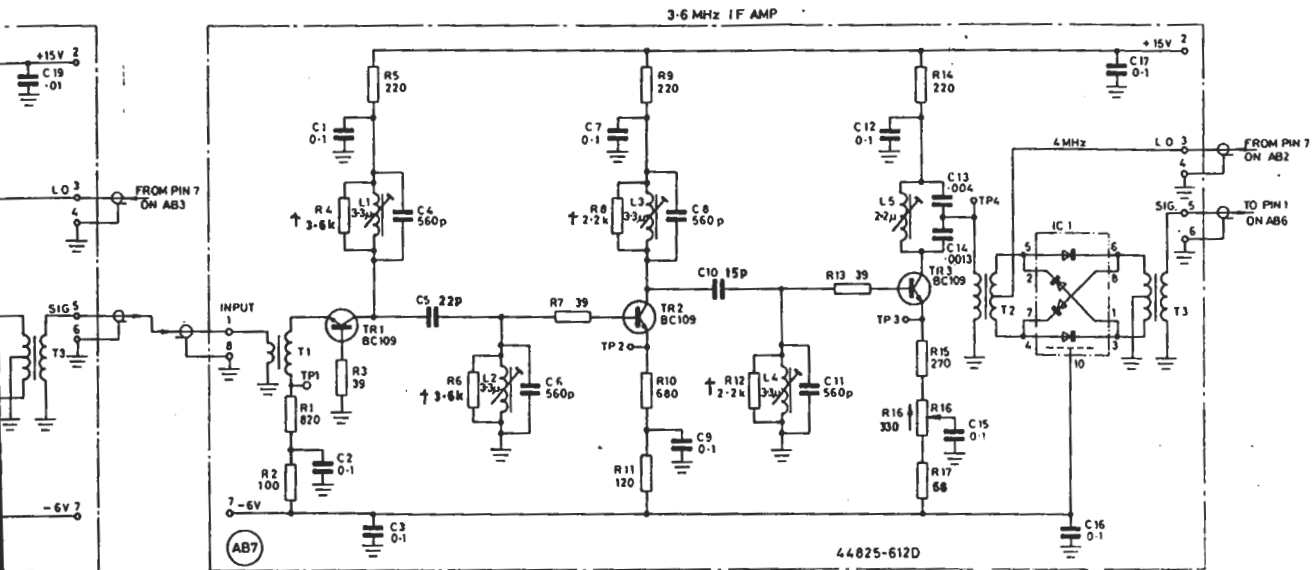 3·6 MHz IF AMP
+15V 2
C19
·01
LO 3
4
FROM PIN 7
ON AB3
SIG 5
6
T3
-6V 7
INPUT
1
8
T1
TP1
R1
820
R2
100
C2
0·1
7 -6V
C3
0·1
AB7
R5
220
C1
0·1
† R4
3·6k
L1
3·3µ
C4
560p
TR1
BC109
R3
39
C5 22p
† R6
3·6k
L2
3·3µ
C6
560p
R7 39
R9
220
C7
0·1
† R8
2·2k
L3
3·3µ
C8
560p
TR2
BC109
TP2
R10
680
C9
0·1
R11
120
C10 15p
† R12
2·2k
L4
3·3µ
C11
560p
R13 39
R14
220
C12
0·1
L5
2·2µ
C13
·004
C14
·0013
TP4
TR3
BC109
TP3
R15
270
R16
330
R16
C15
0·1
R17
68
+15V 2
C17
0·1
4MHz
LO 3
4
FROM PIN 7
ON AB2
SIG. 5
6
TO PIN 1
ON AB6
IC 1
5
2
7
4
6
8
1
3
10
T2
T3
C16
0·1
44825-612D